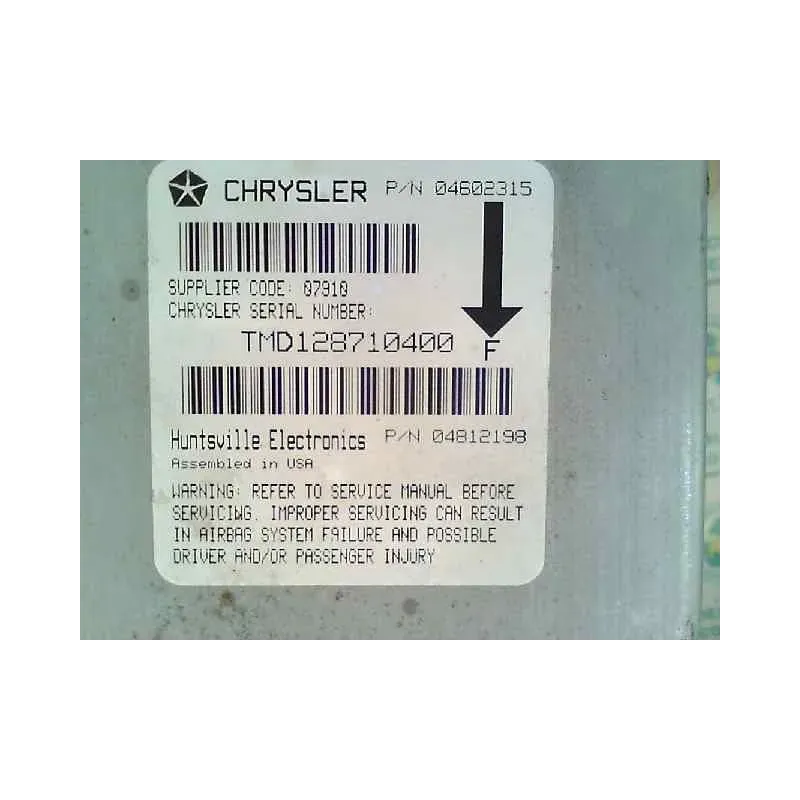 CHRYSLER P/N 04602315
SUPPLIER CODE: 07910
CHRYSLER SERIAL NUMBER:
TMD128710400 F
Huntsville Electronics P/N 04812198
Assembled in USA
WARNING: REFER TO SERVICE MANUAL BEFORE
SERVICING. IMPROPER SERVICING CAN RESULT
IN AIRBAG SYSTEM FAILURE AND POSSIBLE
DRIVER AND/OR PASSENGER INJURY